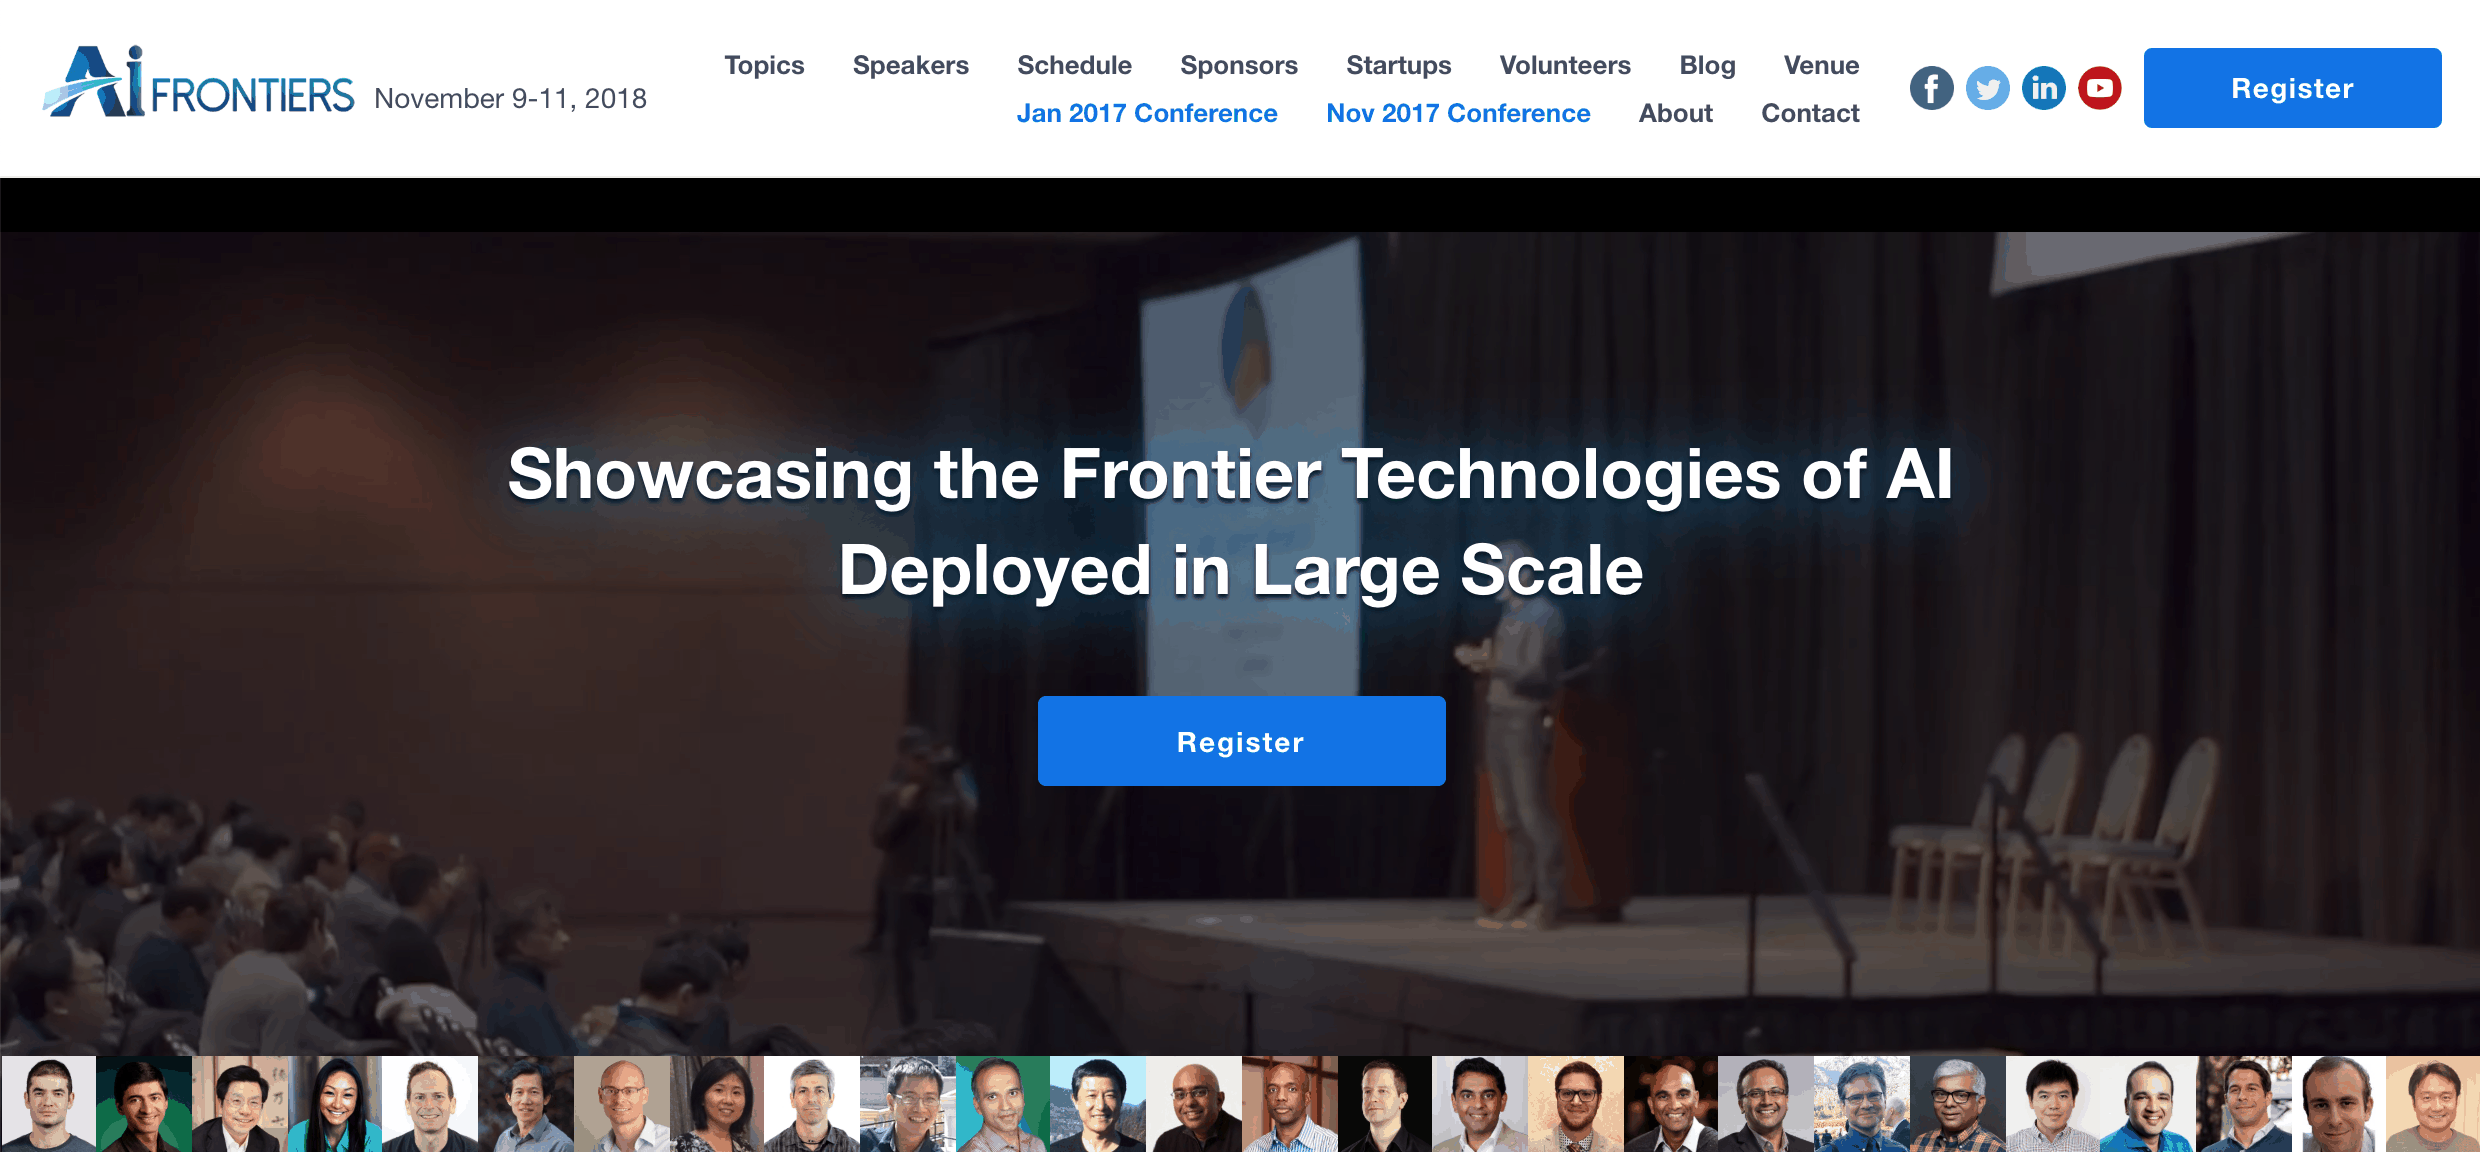 Ai FRONTIERS November 9-11, 2018
Topics Speakers Schedule Sponsors Startups Volunteers Blog Venue
Jan 2017 Conference Nov 2017 Conference About Contact
Register
Showcasing the Frontier Technologies of AI
Deployed in Large Scale
Register